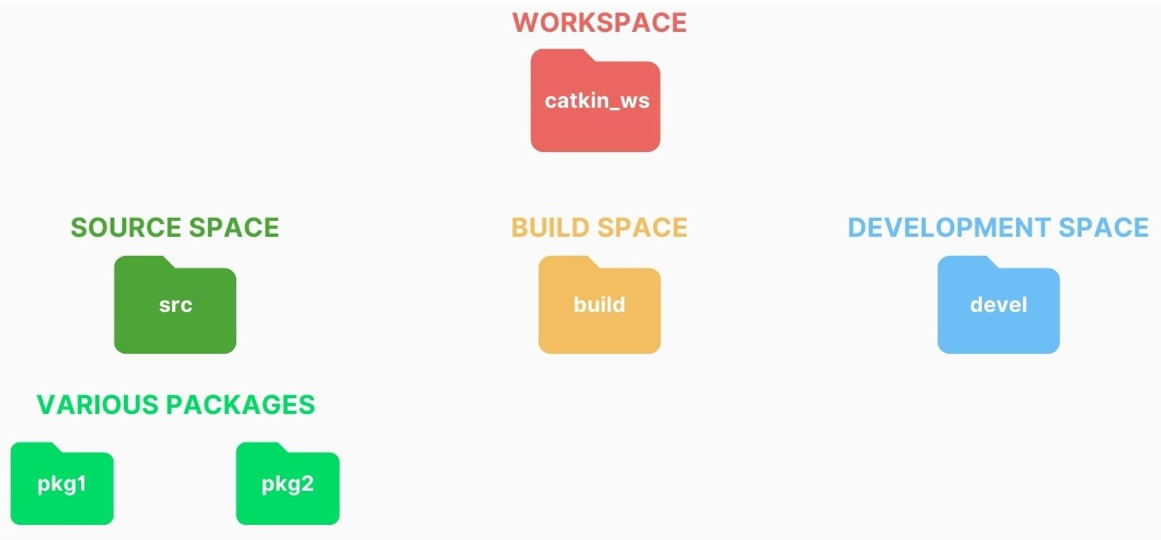 WORKSPACE
catkin_ws
SOURCE SPACE
BUILD SPACE
DEVELOPMENT SPACE
src
build
devel
VARIOUS PACKAGES
pkg1
pkg2